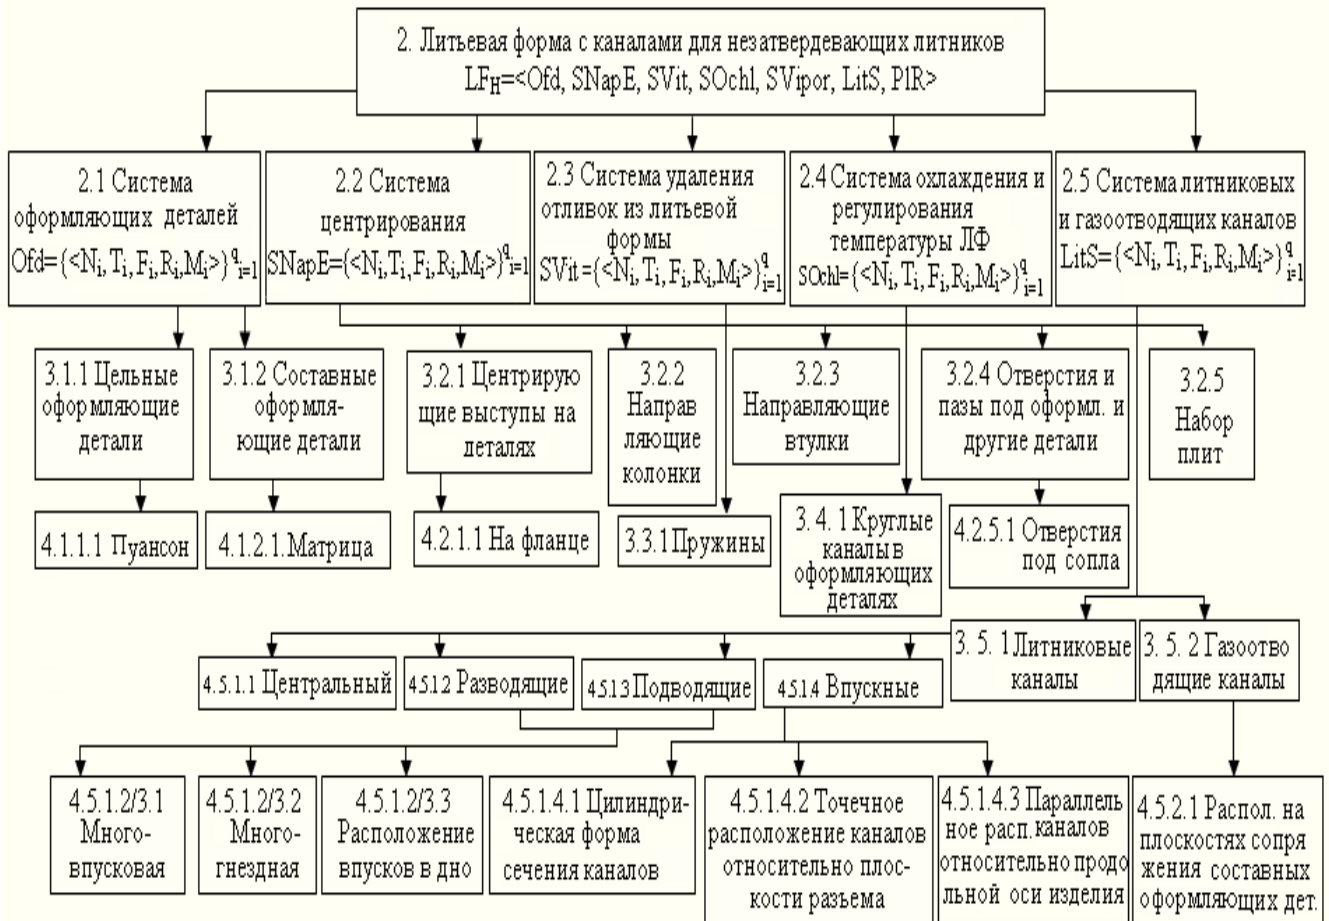 2. Литьевая форма с каналами для незатвердевающих литников
LFн=<Ofd, SNapE, SVit, SOchl, SVipor, LitS, PlR>
2.1 Система
оформляющих деталей
Ofd={<Ni, Ti, Fi, Ri, Mi>}qi=1
2.2 Система
центрирования
SNapE={<Ni, Ti, Fi, Ri, Mi>}qi=1
2.3 Система удаления
отливок из литьевой
формы
SVit={<Ni, Ti, Fi, Ri, Mi>}qi=1
2.4 Система охлаждения и
регулирования
температуры ЛФ
SOchl={<Ni, Ti, Fi, Ri, Mi>}qi=1
2.5 Система литниковых
и газоотводящих каналов
LitS={<Ni, Ti, Fi, Ri, Mi>}qi=1
3.1.1 Цельные
оформляющие
детали
3.1.2 Составные
оформля-
ющие детали
3.2.1 Центрирую
щие выступы на
деталях
3.2.2
Направ
ляющие
колонки
3.2.3
Направляющие
втулки
3.2.4 Отверстия и
пазы под оформл. и
другие детали
3.2.5
Набор
плит
4.1.1.1 Пуансон
4.1.2.1. Матрица
4.2.1.1 На фланце
3.3.1 Пружины
3.4.1 Круглые
каналы в
оформляющих
деталях
4.2.5.1 Отверстия
под сопла
3.5.1 Литниковые
каналы
3.5.2 Газоотво
дящие каналы
4.5.1.1 Центральный
4.5.1.2 Разводящие
4.5.1.3 Подводящие
4.5.1.4 Впускные
4.5.1.2/3.1
Много-
впусковая
4.5.1.2/3.2
Много-
гнездная
4.5.1.2/3.3
Расположение
впусков в дно
4.5.1.4.1 Цилиндри-
ческая форма
сечения каналов
4.5.1.4.2 Точечное
расположение каналов
относительно плос-
кости разъема
4.5.1.4.3 Параллель
ное расп. каналов
относительно продо
льной оси изделия
4.5.2.1 Распол. на
плоскостях сопря
жения составных
оформляющих дет.